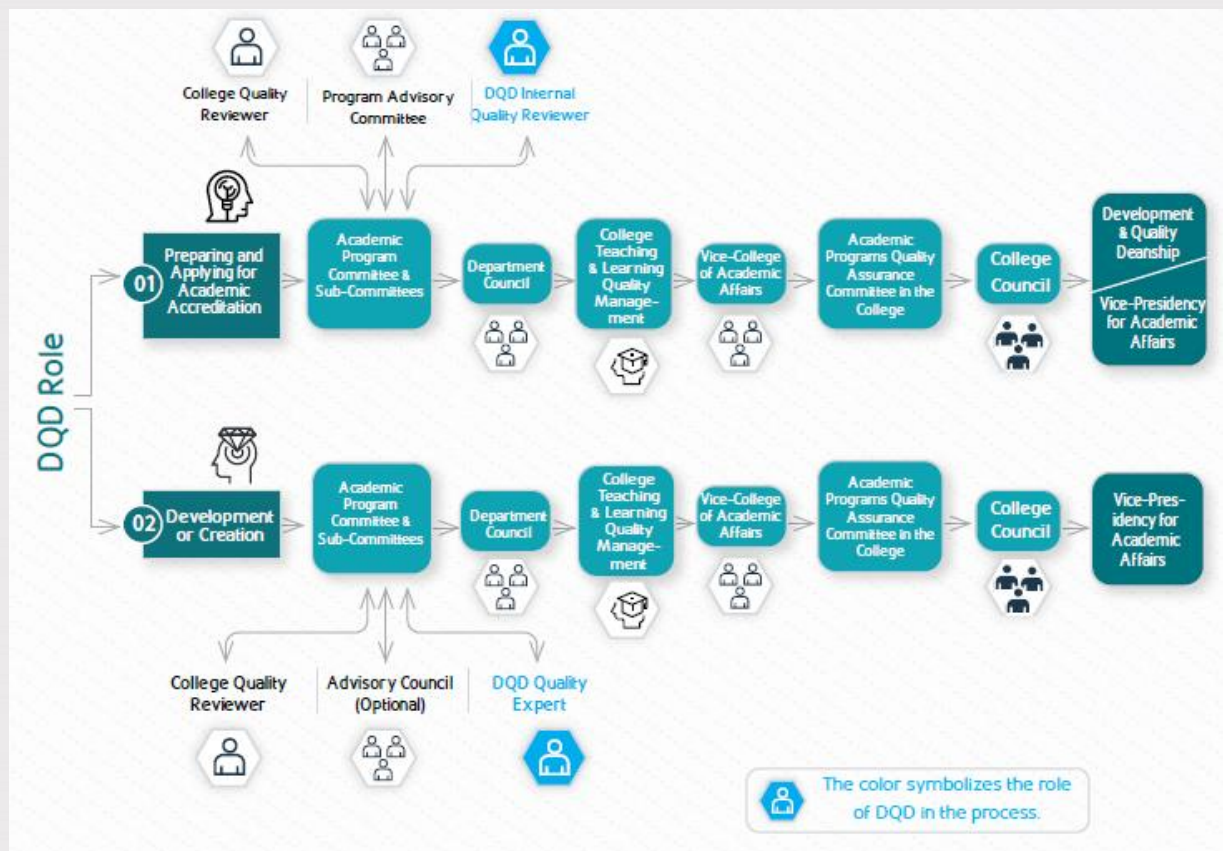 College Quality
Reviewer
Program Advisory
Committee
DQD Internal
Quality Reviewer
DQD Role
01
Preparing and
Applying for
Academic
Accreditation
Academic
Program
Committee &
Sub-Committees
Department
Council
College
Teaching
& Learning
Quality
Manage-
ment
Vice-College
of Academic
Affairs
Academic
Programs Quality
Assurance
Committee in the
College
College
Council
Development
& Quality
Deanship
Vice-Presidency
for Academic
Affairs
02
Development
or Creation
Academic
Program
Committee &
Sub-Committees
Department
Council
College
Teaching
& Learning
Quality
Manage-
ment
Vice-College
of Academic
Affairs
Academic
Programs Quality
Assurance
Committee in the
College
College
Council
Vice-Pres-
idency for
Academic
Affairs
College Quality
Reviewer
Advisory Council
(Optional)
DQD Quality
Expert
The color symbolizes the role
of DQD in the process.